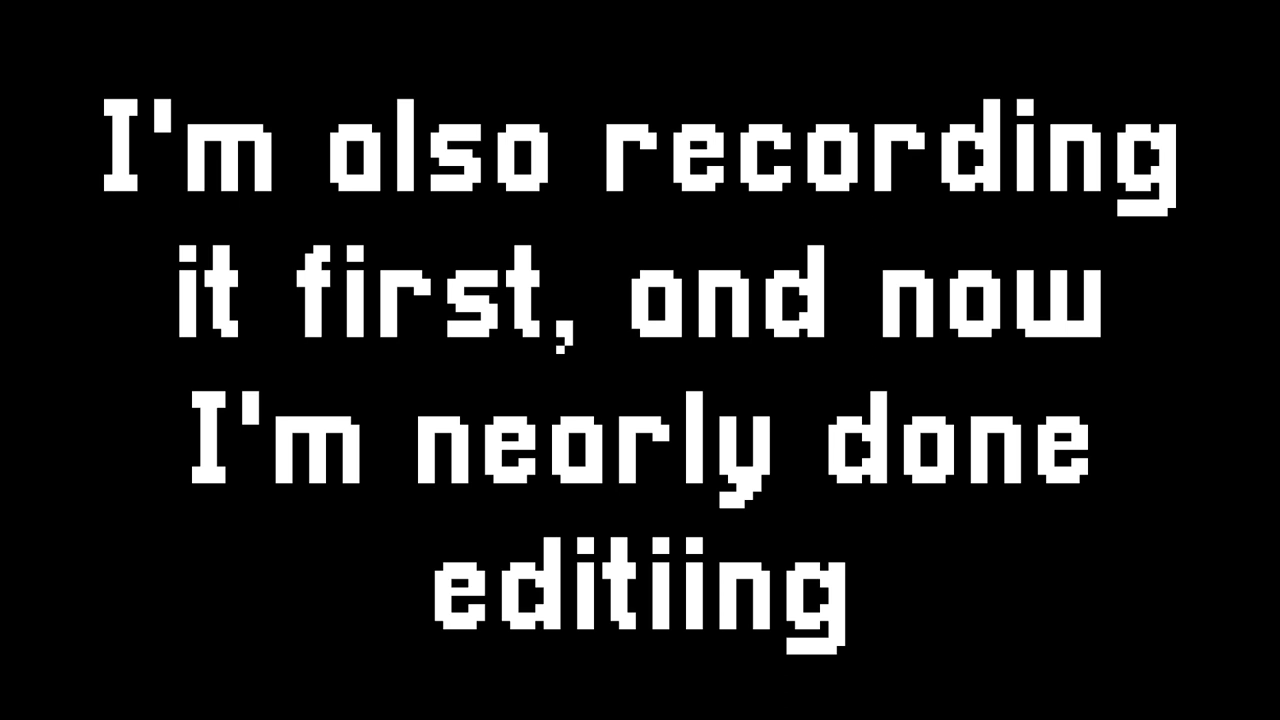 I'm also recording
it first, and now
I'm nearly done
editiing